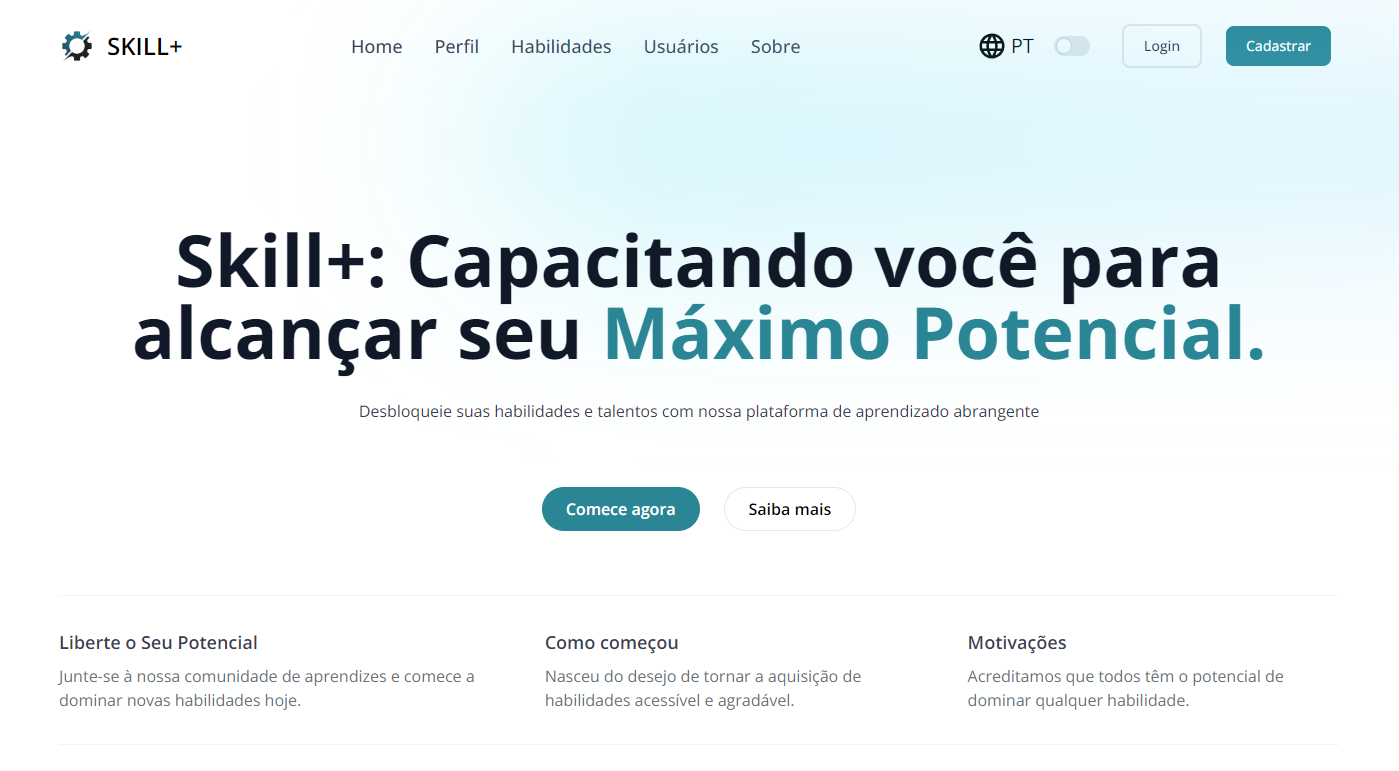 SKILL+
Home Perfil Habilidades Usuários Sobre
PT
Login
Cadastrar
Skill+: Capacitando você para
alcançar seu Máximo Potencial.
Desbloqueie suas habilidades e talentos com nossa plataforma de aprendizado abrangente
Comece agora
Saiba mais
Liberte o Seu Potencial
Junte-se à nossa comunidade de aprendizes e comece a
dominar novas habilidades hoje.
Como começou
Nasceu do desejo de tornar a aquisição de
habilidades acessível e agradável.
Motivações
Acreditamos que todos têm o potencial de
dominar qualquer habilidade.